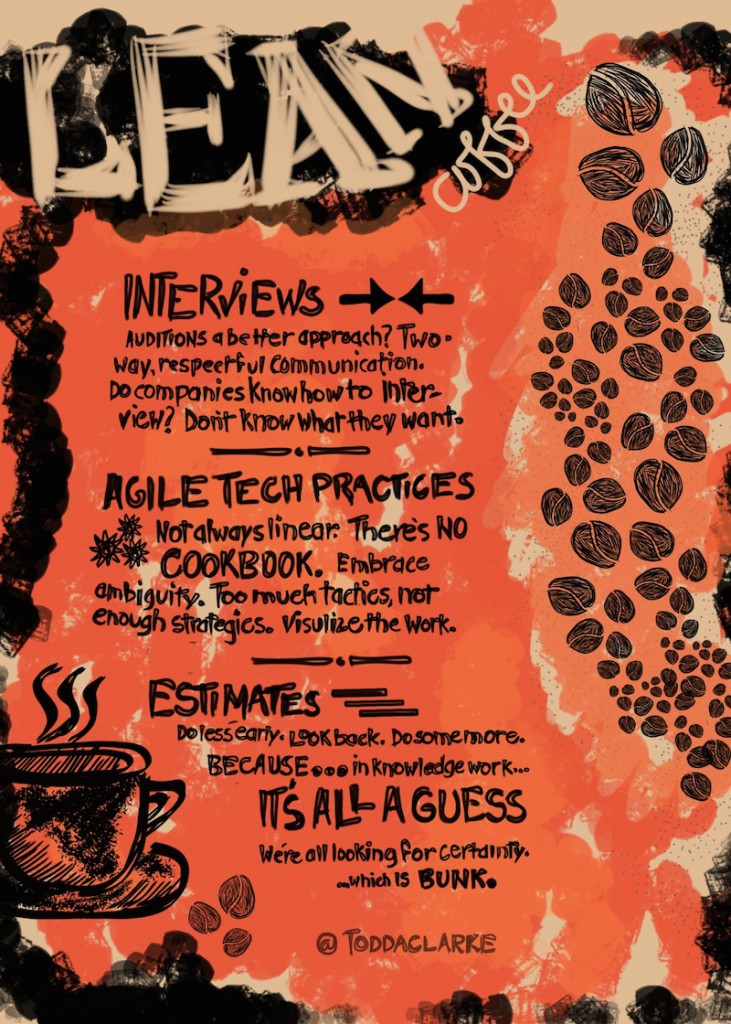 LEAN
coffee
INTERViEWS
AUDITIONS a better approach? Two-
way, respectful Communication.
Do companies Know how to Inter-
view? Don't Know what they want.
AGILE TECH PRACTICES
Not always linear. There's NO
COOKBOOK. Embrace
ambiguity. Too much tactics, not
enough strategics. Visulize the Work.
ESTIMATES
Do less early. Look back. Do some more.
BECAUSE... in knowledge work...
IT'S ALL A GUESS
We're all looking for certainty.
...which IS BUNK.
@ TODDACLARKE